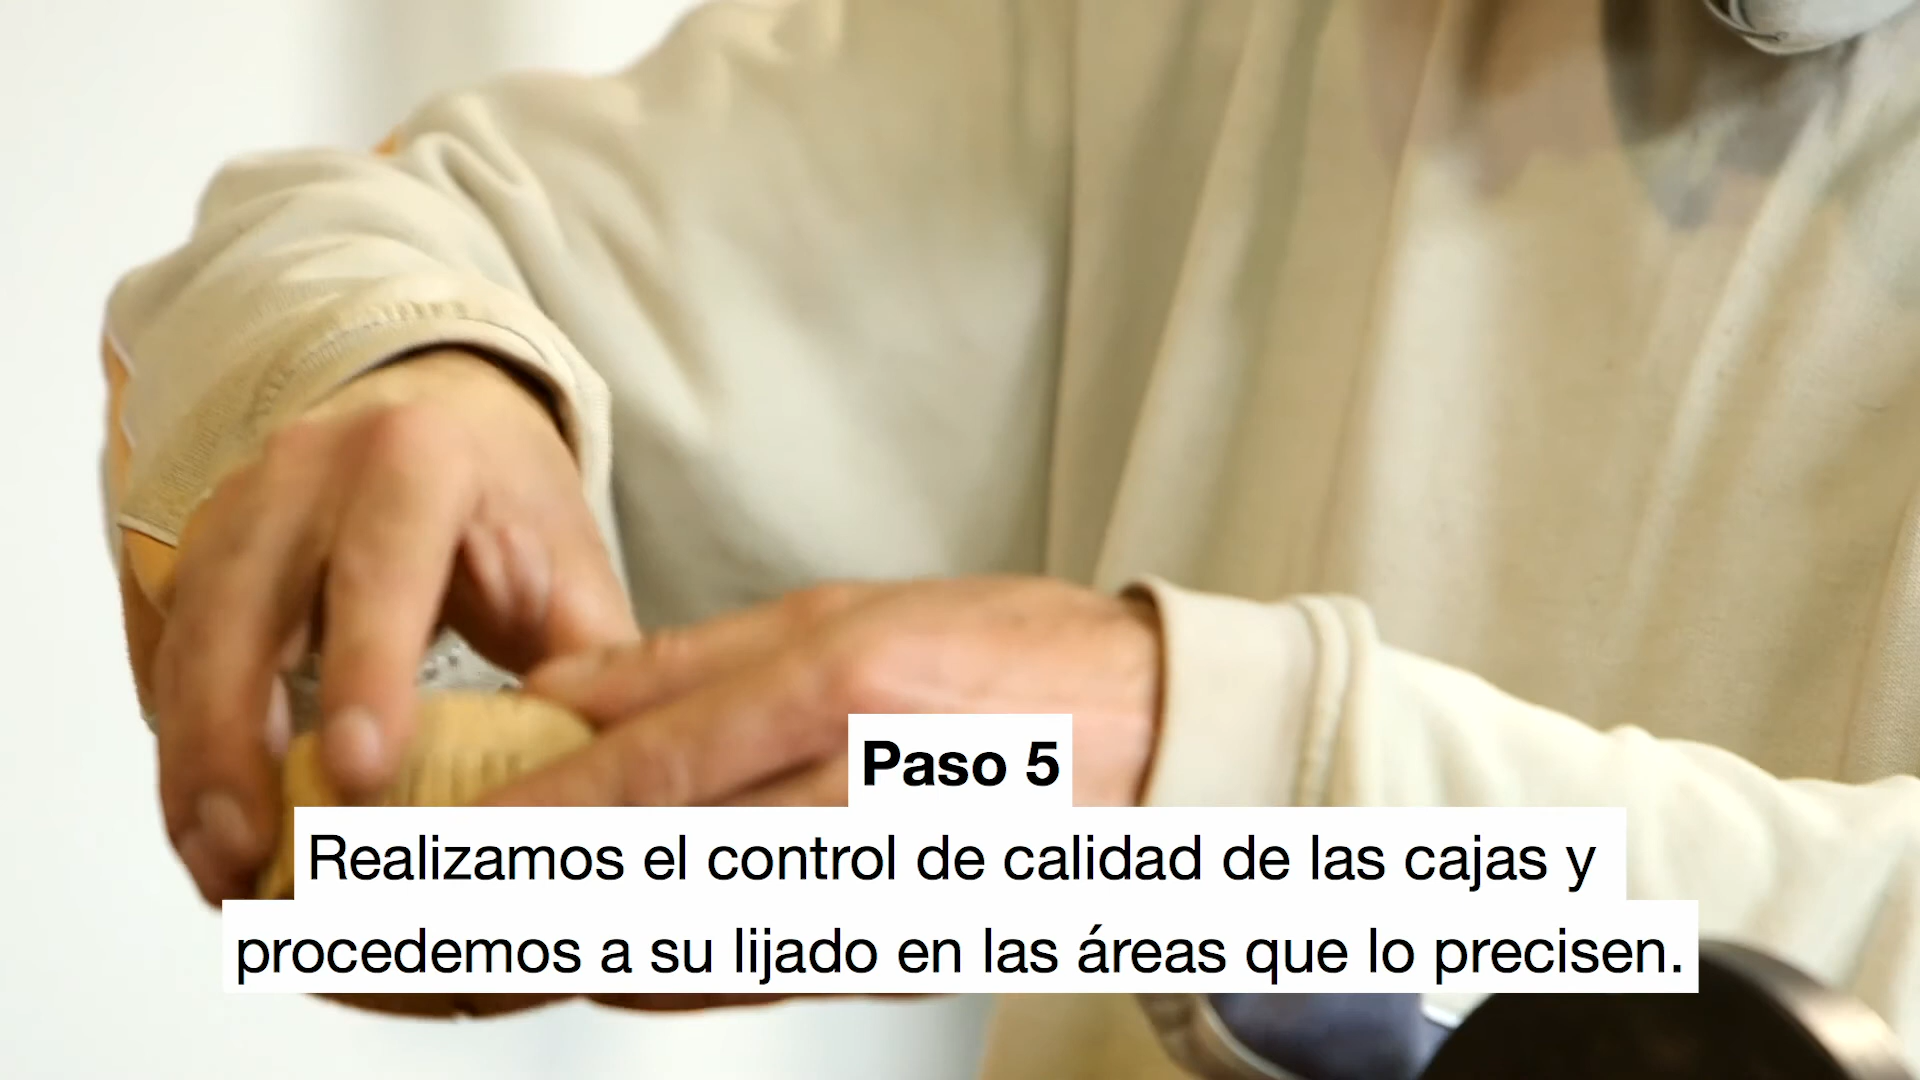 Paso 5
Realizamos el control de calidad de las cajas y
procedemos a su lijado en las áreas que lo precisen.